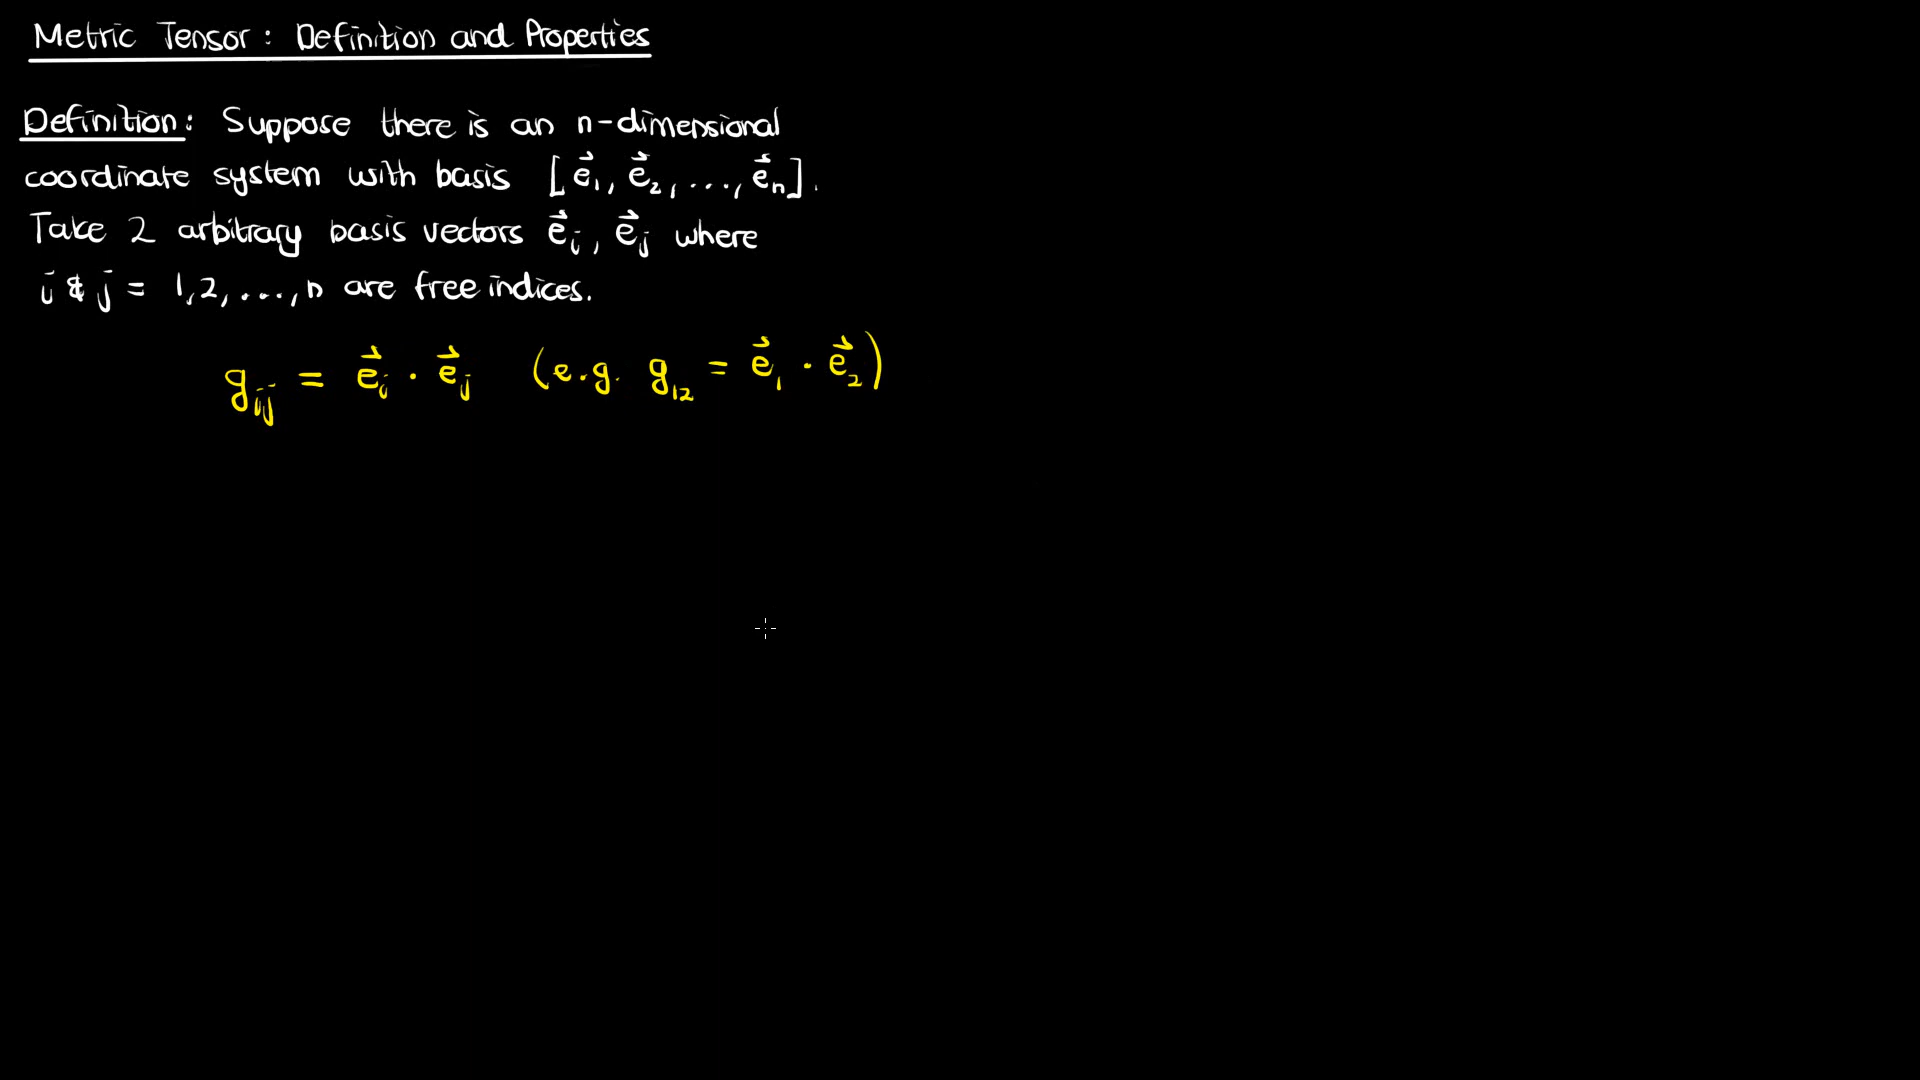 Metric Tensor: Definition and Properties
Definition: Suppose there is an n-dimensional
coordinate system with basis [e⃗₁, e⃗₂, ..., e⃗ₙ].
Take 2 arbitrary basis vectors e⃗ᵢ, e⃗ⱼ where
i & j = 1,2,...,n are free indices.
gᵢⱼ = e⃗ᵢ · e⃗ⱼ (e.g. g₁₂ = e⃗₁ · e⃗₂)